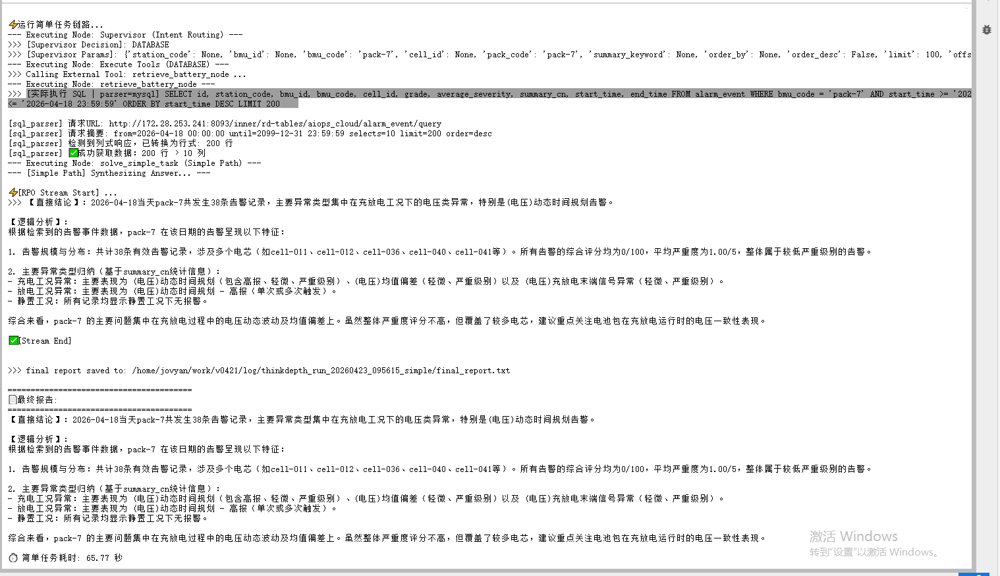 ⚡运行简单任务链路...
--- Executing Node: Supervisor (Intent Routing) ---
>>> [Supervisor Decision]: DATABASE
>>> [Supervisor Params]: {'station_code': None, 'bmu_id': None, 'bmu_code': 'pack-7', 'cell_id': None, 'pack_code': 'pack-7', 'summary_keyword': None, 'order_by': None, 'order_desc': False, 'limit': 100, 'offs
--- Executing Node: Execute Tools (DATABASE) ---
>>> Calling External Tool: retrieve_battery_node ...
--- Executing Node: retrieve_battery_node ---
>>> [实际执行 SQL | parser=mysql] SELECT id, station_code, bmu_id, bmu_code, cell_id, grade, average_severity, summary_cn, start_time, end_time FROM alarm_event WHERE bmu_code = 'pack-7' AND start_time >= '202
<= '2026-04-18 23:59:59' ORDER BY start_time DESC LIMIT 200
[sql_parser] 请求URL: http://172.28.253.241:8093/inner/rd-tables/aiops_cloud/alarm_event/query
[sql_parser] 请求摘要: from=2026-04-18 00:00:00 until=2099-12-31 23:59:59 selects=10 limit=200 order=desc
[sql_parser] 检测到列式响应，已转换为行式: 200 行
[sql_parser] ✅成功获取数据：200 行 > 10 列
--- Executing Node: solve_simple_task (Simple Path) ---
--- [Simple Path] Synthesizing Answer... ---
⚡[RPO Stream Start] ...
>>> 【直接结论】：2026-04-18当天pack-7共发生38条告警记录，主要异常类型集中在充放电工况下的电压类异常，特别是(电压)动态时间规划告警。
【逻辑分析】：
根据检索到的告警事件数据，pack-7 在该日期的告警呈现以下特征：
1. 告警规模与分布：共计38条有效告警记录，涉及多个电芯（如cell-011、cell-012、cell-036、cell-040、cell-041等）。所有告警的综合评分均为0/100，平均严重度为1.00/5，整体属于较低严重级别的告警。
2. 主要异常类型归纳（基于summary_cn统计信息）：
- 充电工况异常：主要表现为 (电压)动态时间规划（包含高报、轻微、严重级别）、(电压)均值偏差（轻微、严重级别）以及 (电压)充放电末端信号异常（轻微、严重级别）。
- 放电工况异常：主要表现为 (电压)动态时间规划 - 高报（单次或多次触发）。
- 静置工况：所有记录均显示静置工况下无报警。
综合来看，pack-7 的主要问题集中在充放电过程中的电压动态波动及均值偏差上。虽然整体严重度评分不高，但覆盖了较多电芯，建议重点关注电池包在充放电运行时的电压一致性表现。
✅[Stream End]
>>> final report saved to: /home/jovyan/work/v0421/log/thinkdepth_run_20260423_095615_simple/final_report.txt
========================================
📄最终报告:
========================================
【直接结论】：2026-04-18当天pack-7共发生38条告警记录，主要异常类型集中在充放电工况下的电压类异常，特别是(电压)动态时间规划告警。
【逻辑分析】：
根据检索到的告警事件数据，pack-7 在该日期的告警呈现以下特征：
1. 告警规模与分布：共计38条有效告警记录，涉及多个电芯（如cell-011、cell-012、cell-036、cell-040、cell-041等）。所有告警的综合评分均为0/100，平均严重度为1.00/5，整体属于较低严重级别的告警。
2. 主要异常类型归纳（基于summary_cn统计信息）：
- 充电工况异常：主要表现为 (电压)动态时间规划（包含高报、轻微、严重级别）、(电压)均值偏差（轻微、严重级别）以及 (电压)充放电末端信号异常（轻微、严重级别）。
- 放电工况异常：主要表现为 (电压)动态时间规划 - 高报（单次或多次触发）。
- 静置工况：所有记录均显示静置工况下无报警。
综合来看，pack-7 的主要问题集中在充放电过程中的电压动态波动及均值偏差上。虽然整体严重度评分不高，但覆盖了较多电芯，建议重点关注电池包在充放电运行时的电压一致性表现。
⏱ 简单任务耗时: 65.77 秒
激活 Windows
转到"设置"以激活 Windows。